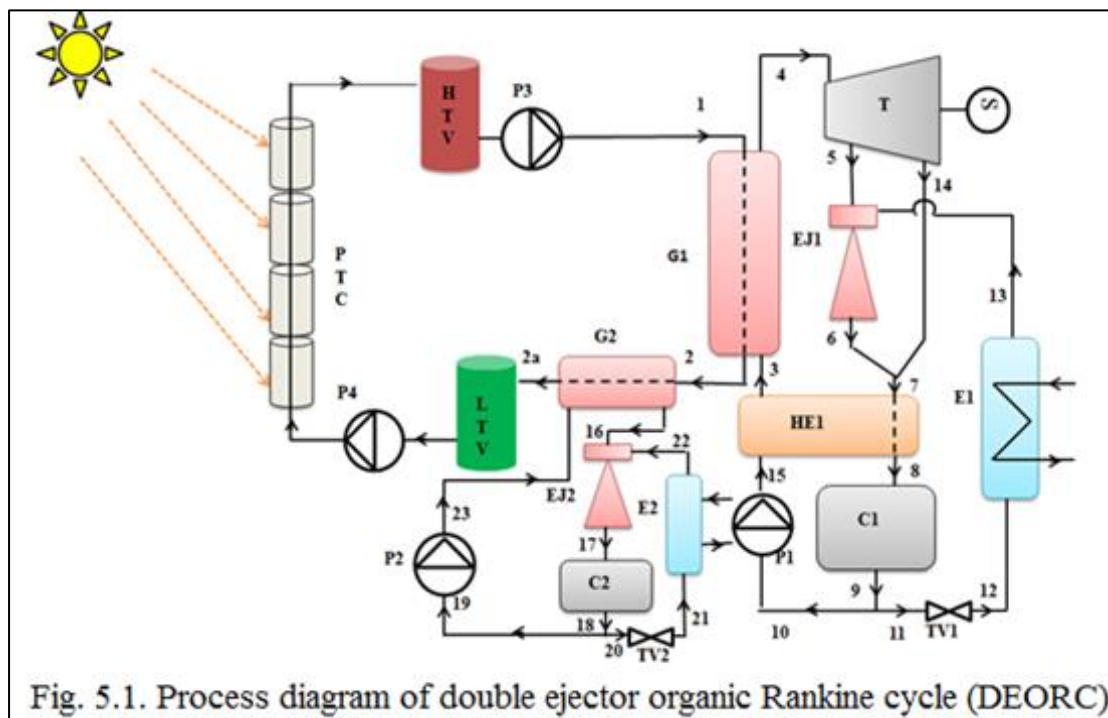 H
T
V
P3
1
4
T
S
5
14
EJ1
P
T
C
G1
13
6
G2
2a
2
3
7
E1
P4
L
T
V
HE1
16
22
15
8
EJ2
E2
C1
23
P1
17
P2
C2
9
12
19
18
21
10
11
TV1
20
TV2
Fig. 5.1. Process diagram of double ejector organic Rankine cycle (DEORC)